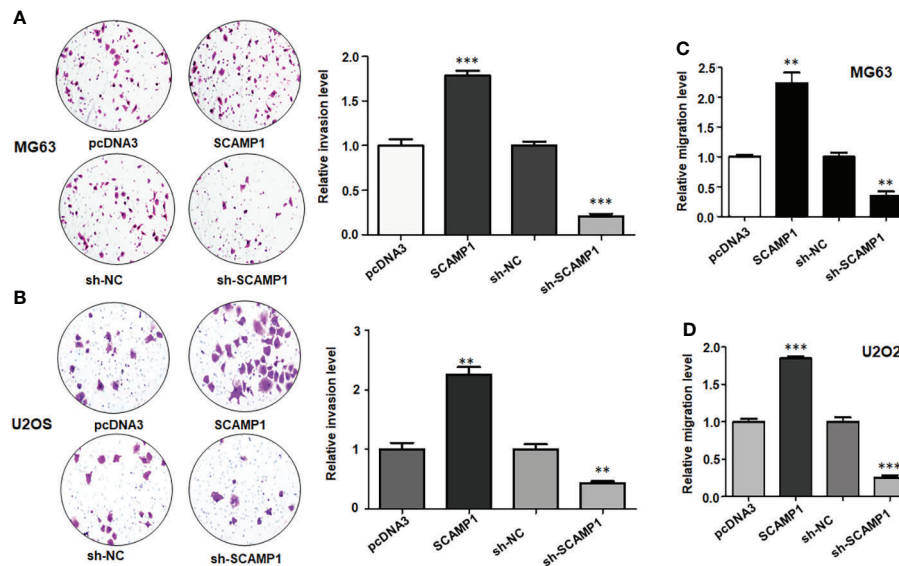 A
MG63
pcDNA3
SCAMP1
sh-NC
sh-SCAMP1
Relative invasion level
2.0
1.5
1.0
0.5
0.0
***
***
pcDNA3
SCAMP1
sh-NC
sh-SCAMP1
B
U2OS
pcDNA3
SCAMP1
sh-NC
sh-SCAMP1
Relative invasion level
3
2
1
0
**
**
pcDNA3
SCAMP1
sh-NC
sh-SCAMP1
C
MG63
Relative migration level
2.5
2.0
1.5
1.0
0.5
0.0
**
**
pcDNA3
SCAMP1
sh-NC
sh-SCAMP1
D
U2O2
Relative migration level
2.0
1.5
1.0
0.5
0.0
***
***
pcDNA3
SCAMP1
sh-NC
sh-SCAMP1